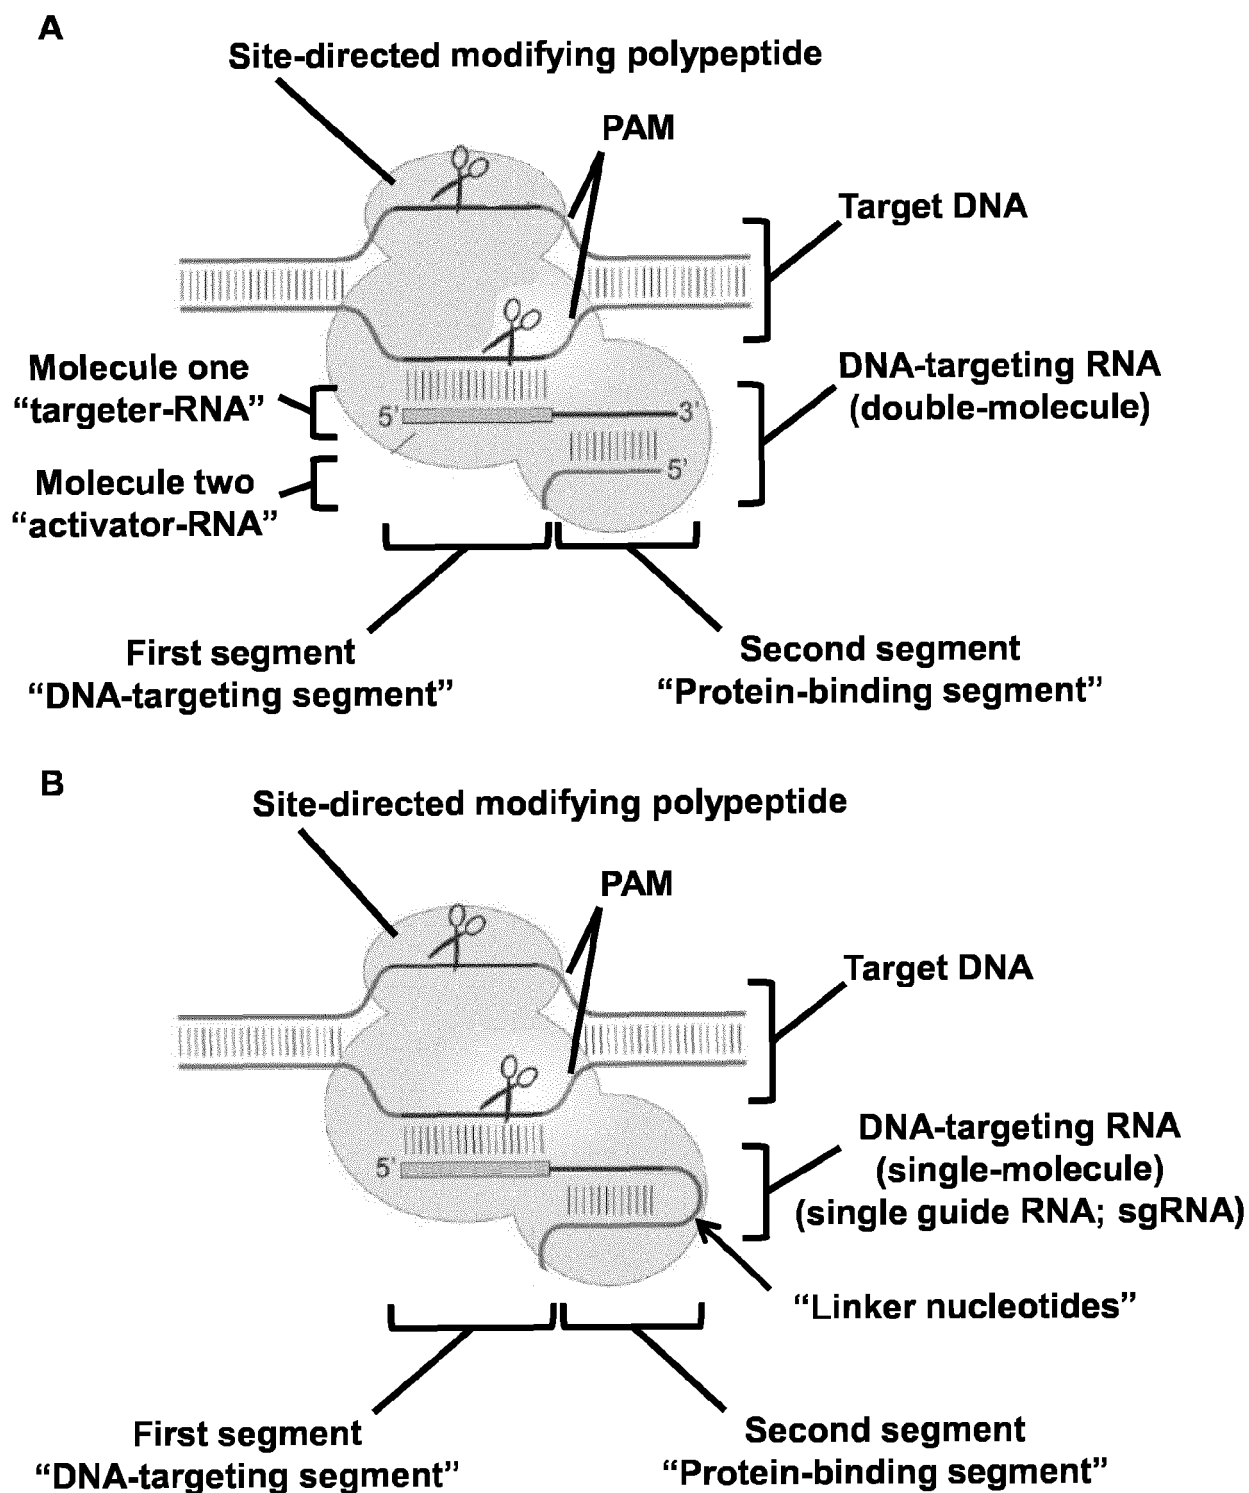 A
Site-directed modifying polypeptide
PAM
Target DNA
Molecule one
“targeter-RNA”
DNA-targeting RNA
(double-molecule)
5’
3’
Molecule two
“activator-RNA”
5’
First segment
“DNA-targeting segment”
Second segment
“Protein-binding segment”
B
Site-directed modifying polypeptide
PAM
Target DNA
DNA-targeting RNA
(single-molecule)
(single guide RNA; sgRNA)
5’
“Linker nucleotides”
First segment
“DNA-targeting segment”
Second segment
“Protein-binding segment”